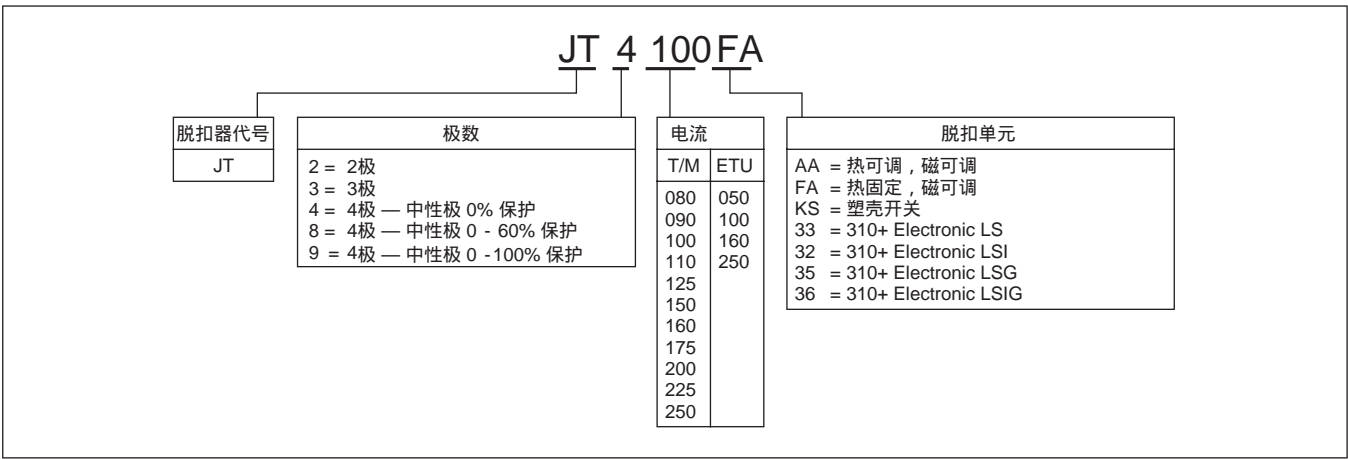 JT 4 100 FA
脱扣器代号
JT
极数
2 = 2极
3 = 3极
4 = 4极 — 中性极 0% 保护
8 = 4极 — 中性极 0 - 60% 保护
9 = 4极 — 中性极 0 -100% 保护
电流
T/M ETU
080 050
090 100
100 160
110 250
125
150
160
175
200
225
250
脱扣单元
AA = 热可调，磁可调
FA = 热固定，磁可调
KS = 塑壳开关
33 = 310+ Electronic LS
32 = 310+ Electronic LSI
35 = 310+ Electronic LSG
36 = 310+ Electronic LSIG